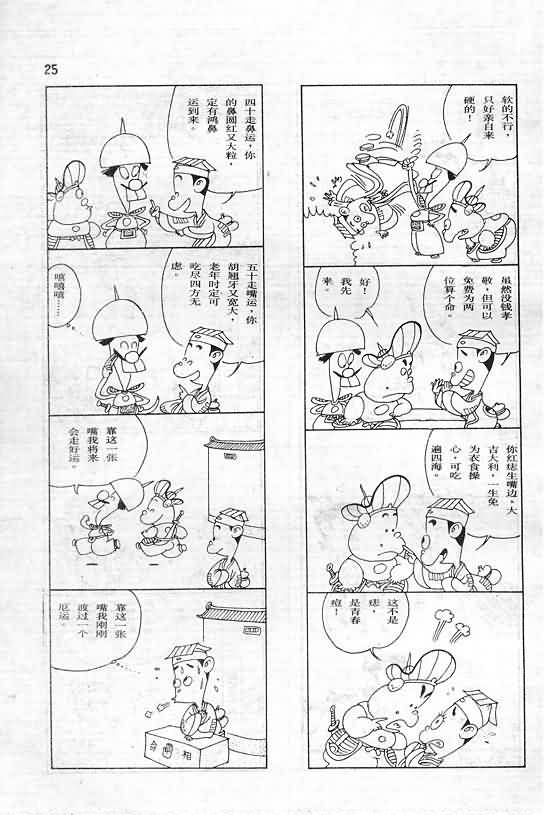 25
软的不行，
只好亲自来
硬的！
虽然没钱孝
敬，但可以
免费为两
位算个命。
好！
我先
来。
你红痣生嘴边，大
吉大利，一生免
为衣食操
心，可吃
遍四海。
这不是
痣，
是青春
痘！
四十走鼻运，你
的鼻圆红又大粒，
定有鸿鼻
运到来。
五十走嘴运，你
胡翘牙又宽大，
老年时定可
吃尽四方无
虑。
嘻嘻嘻……
靠这一张
嘴我将来
会走好运。
靠这一张
嘴我刚刚
渡过一个
厄运。
命相